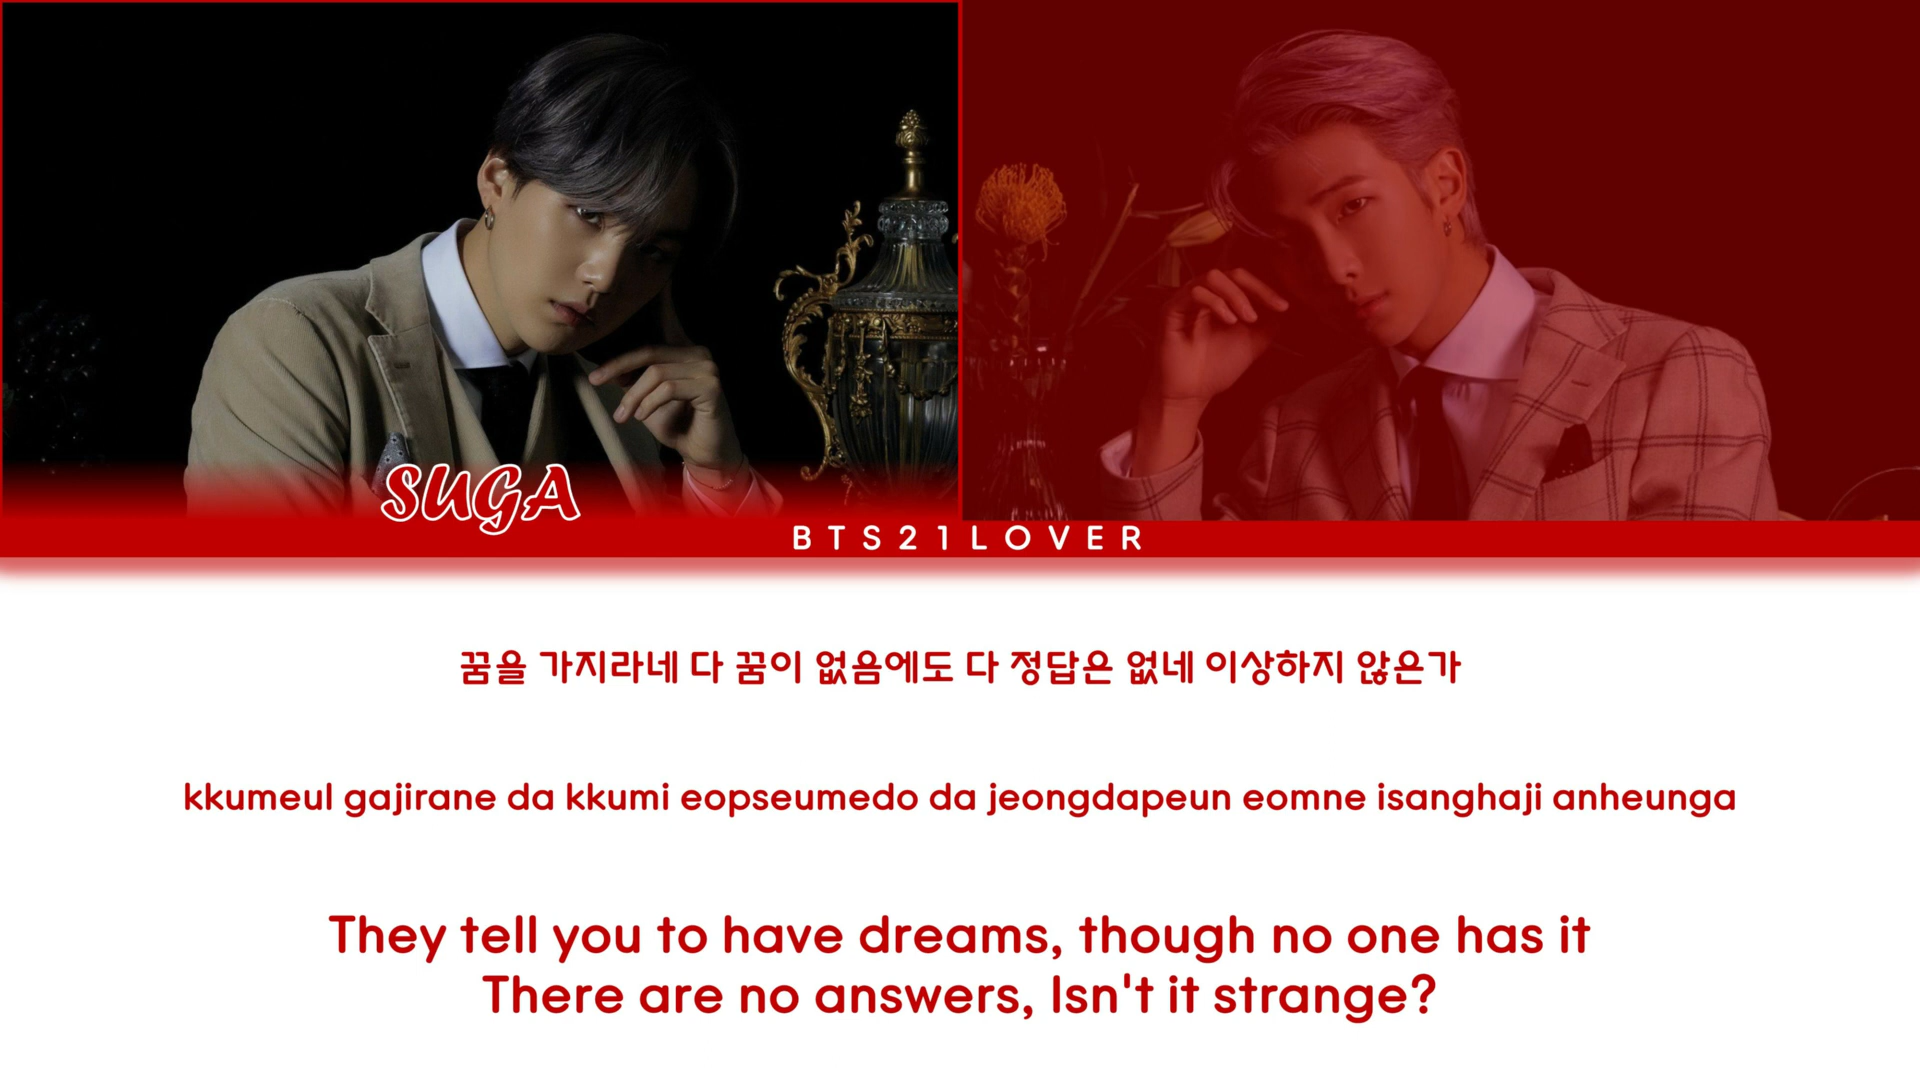 SUGA
BTS21LOVER
꿈을 가지라네 다 꿈이 없음에도 다 정답은 없네 이상하지 않은가
kkumeul gajirane da kkumi eopseumedo da jeongdapeun eomne isanghaji anheunga
They tell you to have dreams, though no one has it
There are no answers, Isn't it strange?